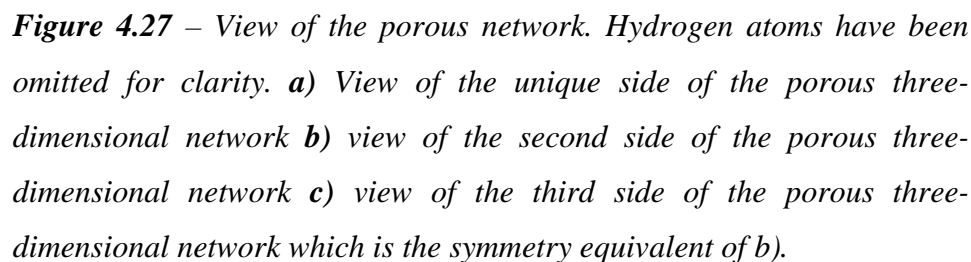 Figure 4.27 – View of the porous network. Hydrogen atoms have been
omitted for clarity. a) View of the unique side of the porous three-
dimensional network b) view of the second side of the porous three-
dimensional network c) view of the third side of the porous three-
dimensional network which is the symmetry equivalent of b).